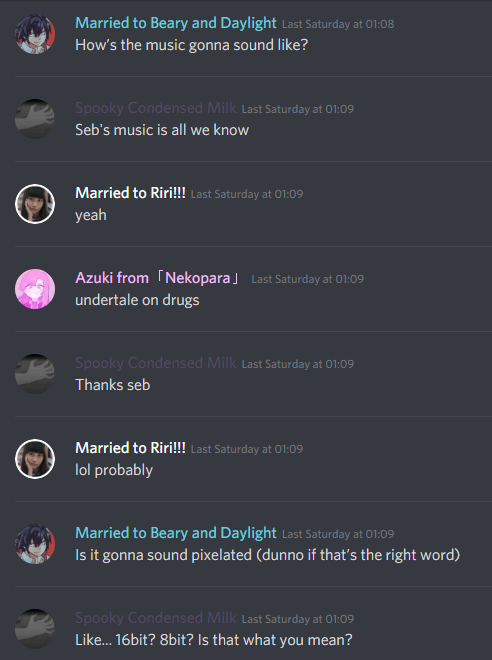 Married to Beary and Daylight Last Saturday at 01:08
How's the music gonna sound like?
Spooky Condensed Milk Last Saturday at 01:09
Seb's music is all we know
Married to Riri!!! Last Saturday at 01:09
yeah
Azuki from「Nekopara」 Last Saturday at 01:09
undertale on drugs
Spooky Condensed Milk Last Saturday at 01:09
Thanks seb
Married to Riri!!! Last Saturday at 01:09
lol probably
Married to Beary and Daylight Last Saturday at 01:09
Is it gonna sound pixelated (dunno if that's the right word)
Spooky Condensed Milk Last Saturday at 01:09
Like... 16bit? 8bit? Is that what you mean?